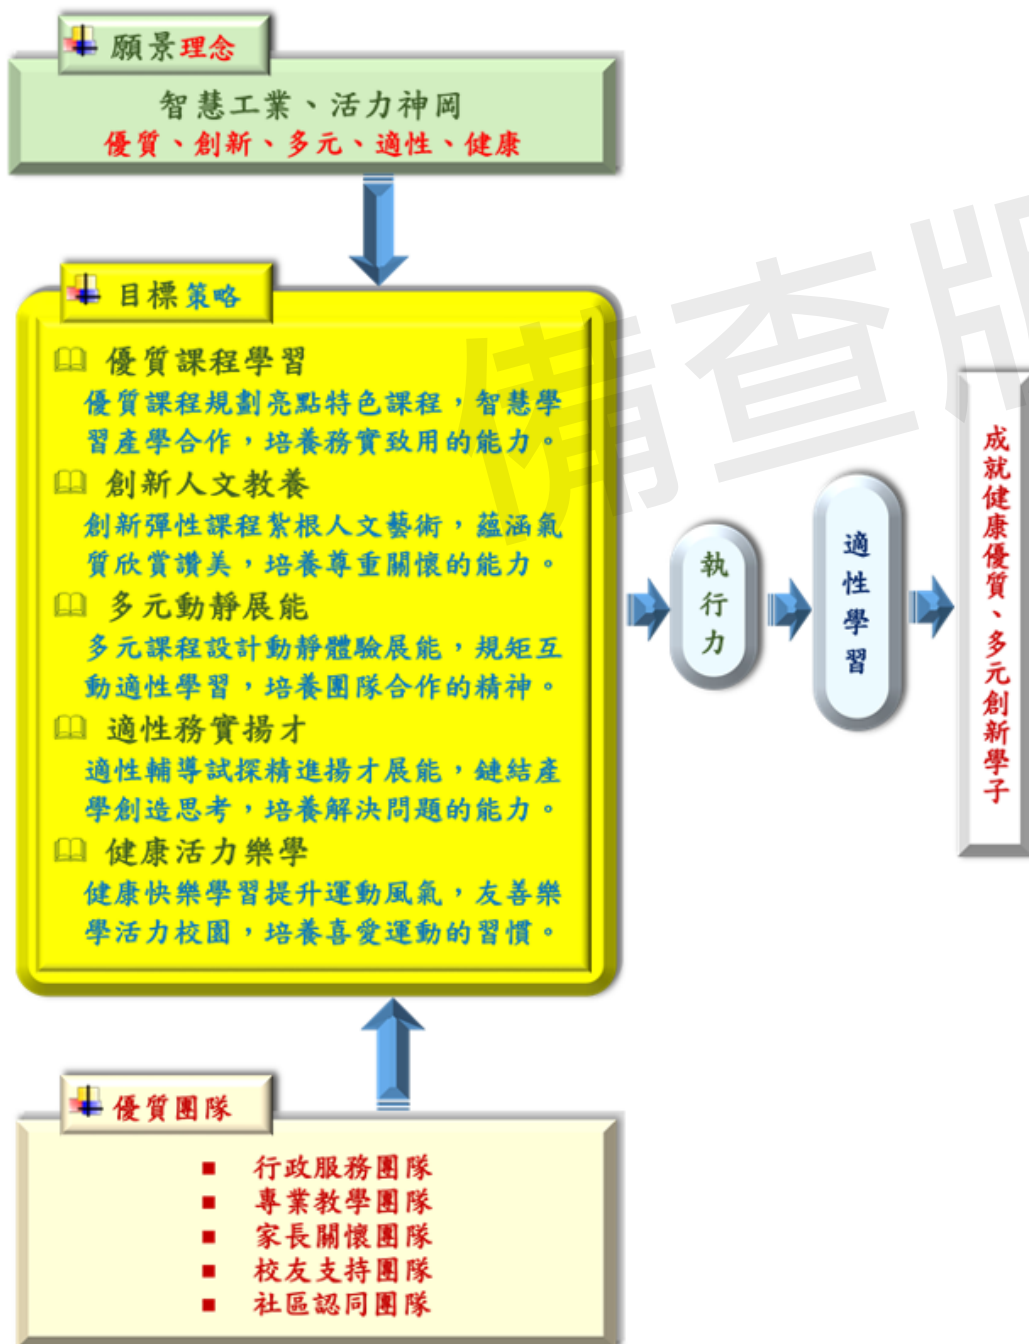 願景理念
智慧工業、活力神岡
優質、創新、多元、適性、健康
目標策略
優質課程學習
優質課程規劃亮點特色課程，智慧學
習產學合作，培養務實致用的能力。
創新人文教養
創新彈性課程紮根人文藝術，蘊涵氣
質欣賞讚美，培養尊重關懷的能力。
多元動靜展能
多元課程設計動靜體驗展能，規矩互
動適性學習，培養團隊合作的精神。
適性務實揚才
適性輔導試探精進揚才展能，鏈結產
學創造思考，培養解決問題的能力。
健康活力樂學
健康快樂學習提升運動風氣，友善樂
學活力校園，培養喜愛運動的習慣。
執行力
適性學習
成就健康優質、多元創新學子
優質團隊
行政服務團隊
專業教學團隊
家長關懷團隊
校友支持團隊
社區認同團隊
備查版